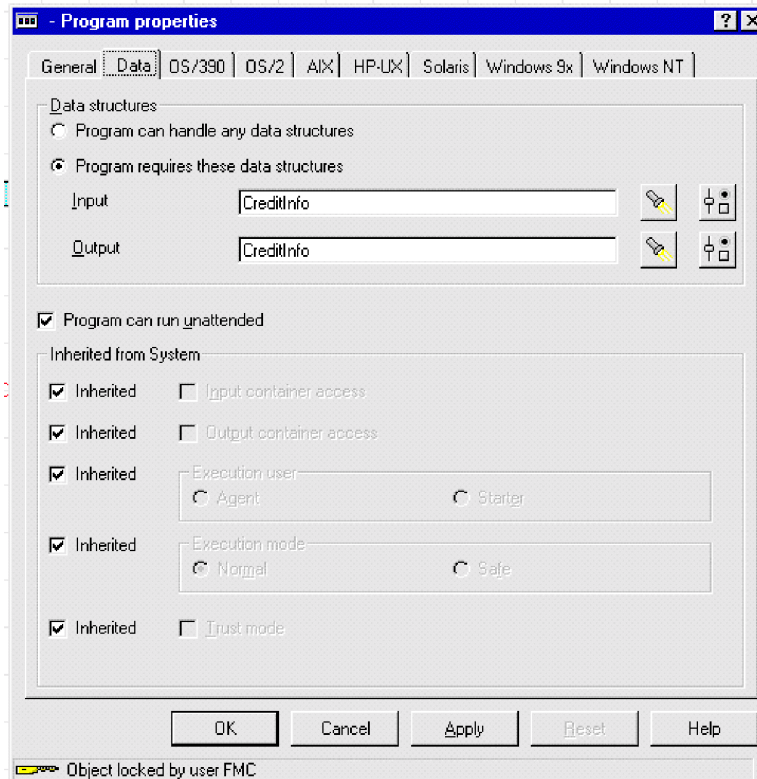 - Program properties
General Data OS/390 OS/2 AIX HP-UX Solaris Windows 9x Windows NT
Data structures
Program can handle any data structures
Program requires these data structures
Input CreditInfo
Output CreditInfo
Program can run unattended
Inherited from System
Inherited Input container access
Inherited Output container access
Inherited Execution user
Agent Starter
Inherited Execution mode
Normal Safe
Inherited Trust mode
OK Cancel Apply Reset Help
Object locked by user FMC